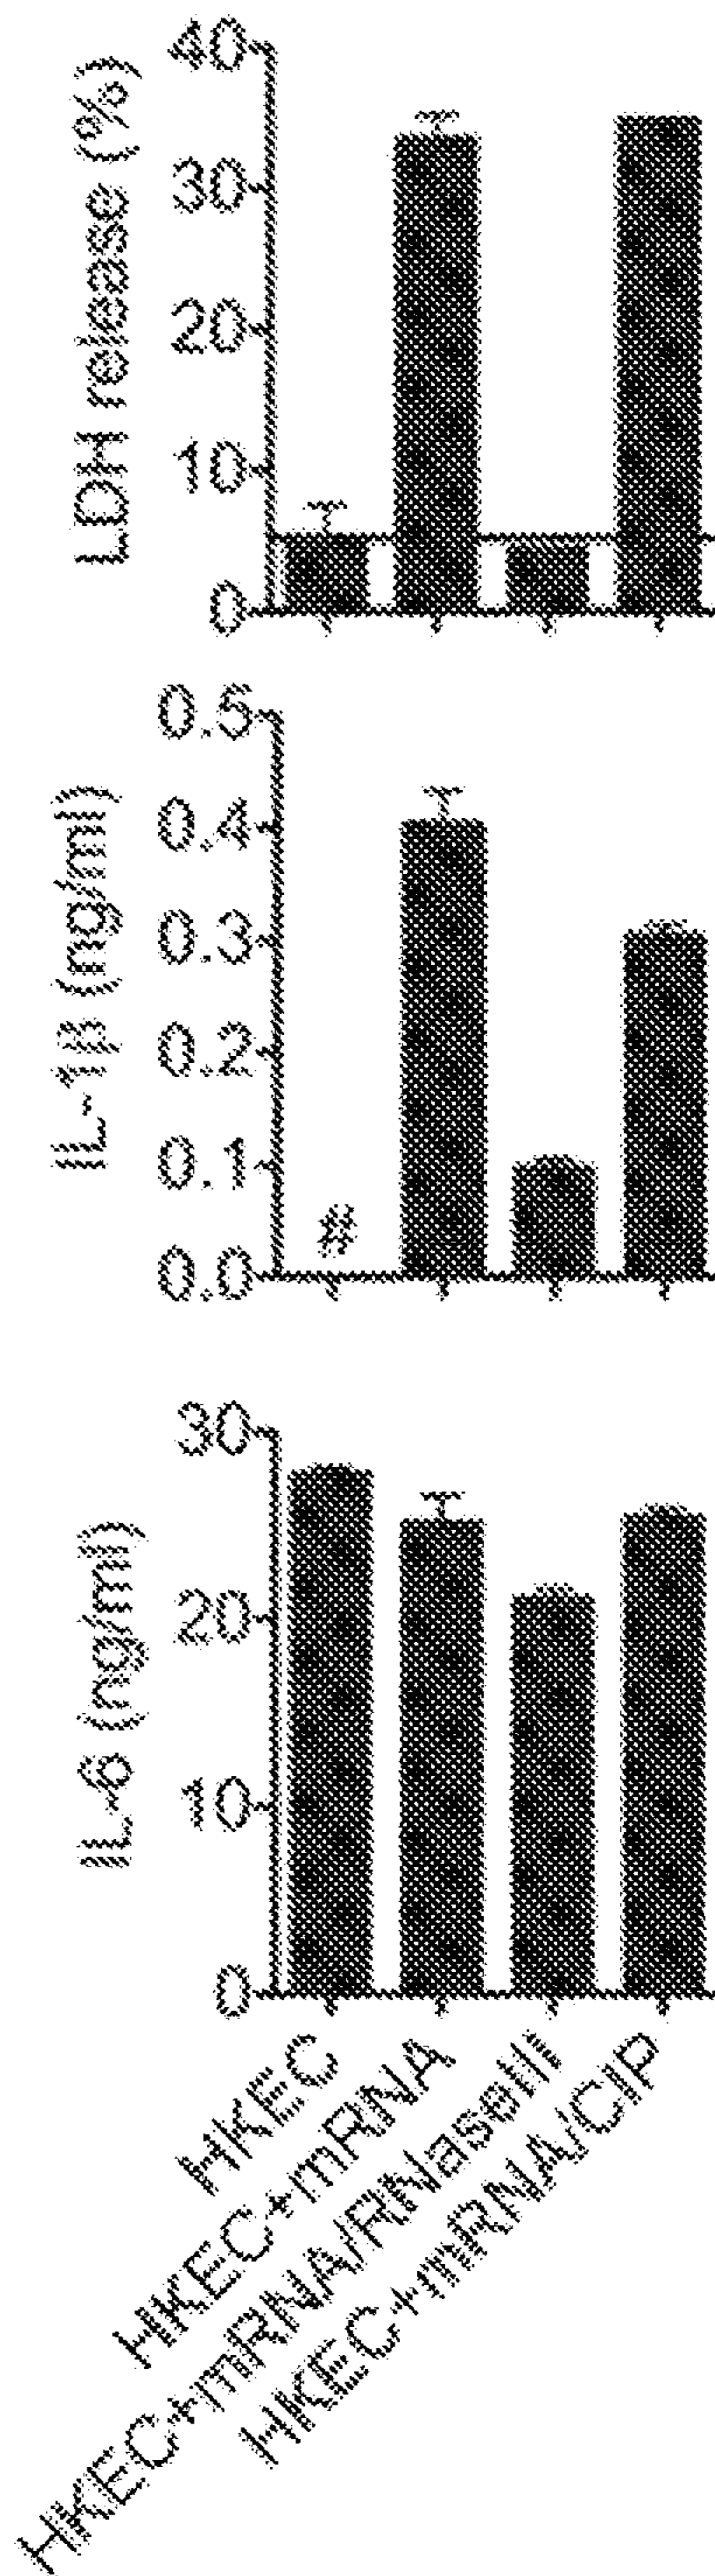 LDH release (%)
40
30
20
10
0
IL-1β (ng/ml)
0.5
0.4
0.3
0.2
0.1
0.0
#
IL-6 (ng/ml)
30
20
10
0
HKEC
HKEC+mRNA
HKEC+mRNA/RNaseIII
HKEC+mRNA/CIP